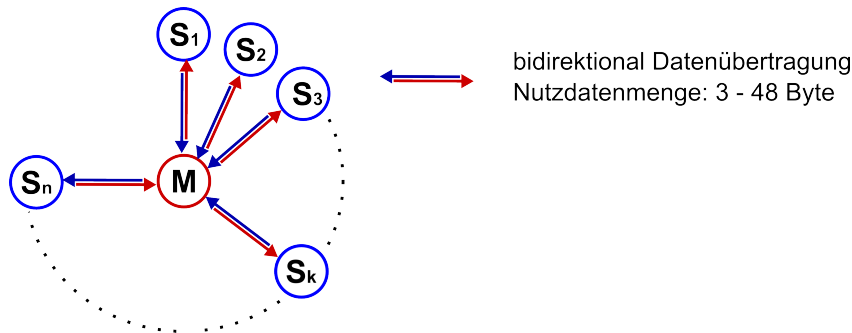 S1
S2
S3
Sn
M
Sk
bidirektional Datenübertragung
Nutzdatenmenge: 3 - 48 Byte